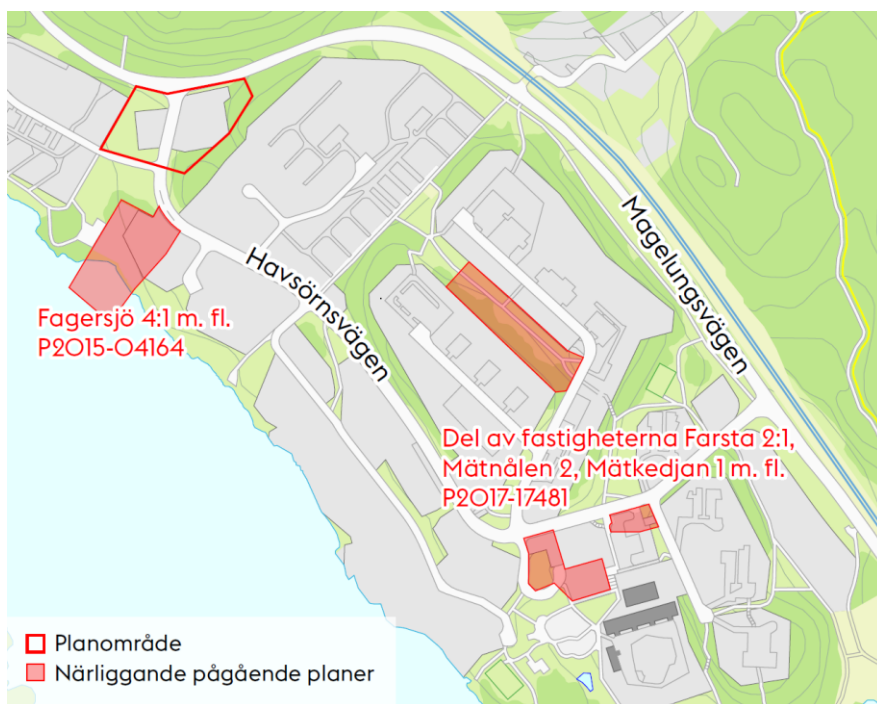 Havsörnsvägen
Magelungsvägen
Fagersjö 4:1 m. fl.
P2015-04164
Del av fastigheterna Farsta 2:1,
Mätnålen 2, Mätkedjan 1 m. fl.
P2017-17481
Planområde
Närliggande pågående planer